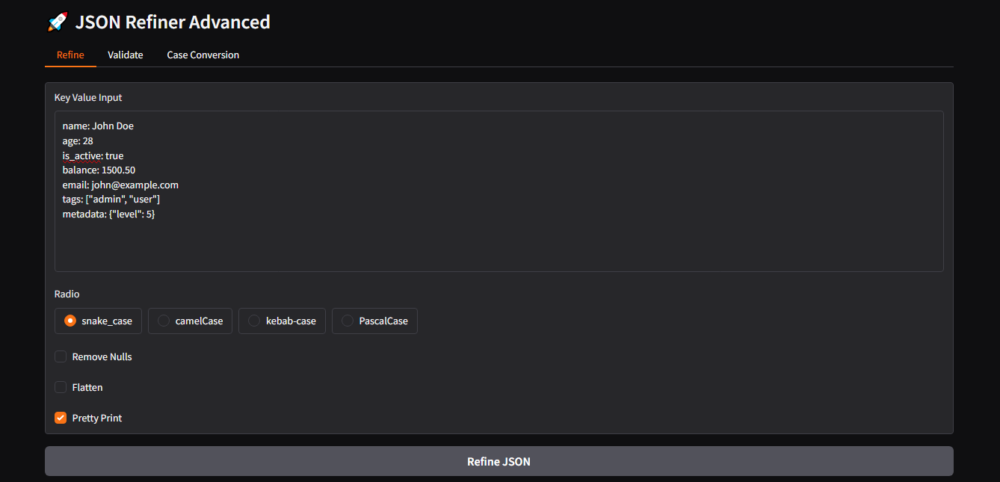 🚀 JSON Refiner Advanced
Refine Validate Case Conversion
Key Value Input
name: John Doe
age: 28
is_active: true
balance: 1500.50
email: john@example.com
tags: ["admin", "user"]
metadata: {"level": 5}
Radio
snake_case camelCase kebab-case PascalCase
Remove Nulls
Flatten
Pretty Print
Refine JSON